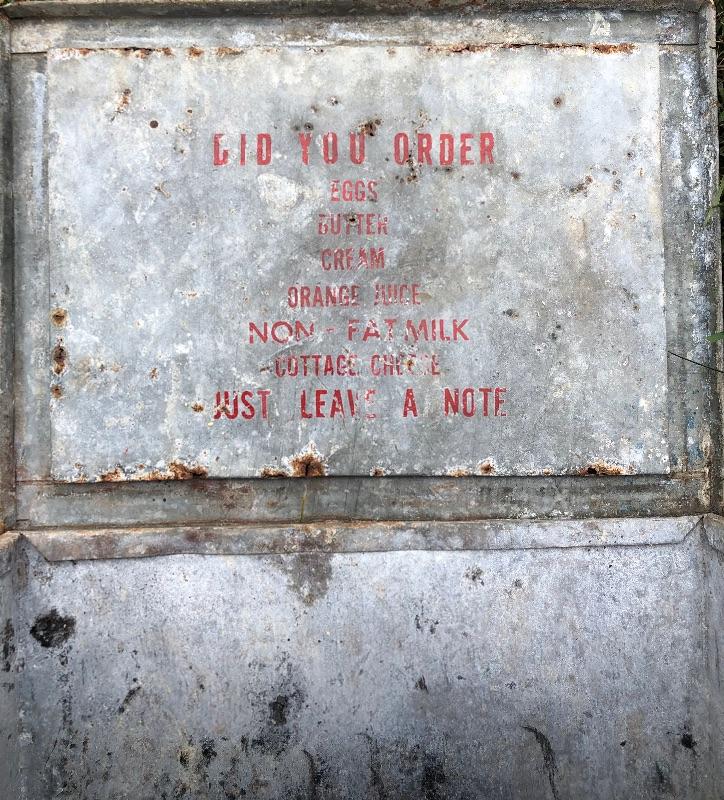 DID YOU ORDER
EGGS
BUTTER
CREAM
ORANGE JUICE
NON - FAT MILK
COTTAGE CHEESE
JUST LEAVE A NOTE